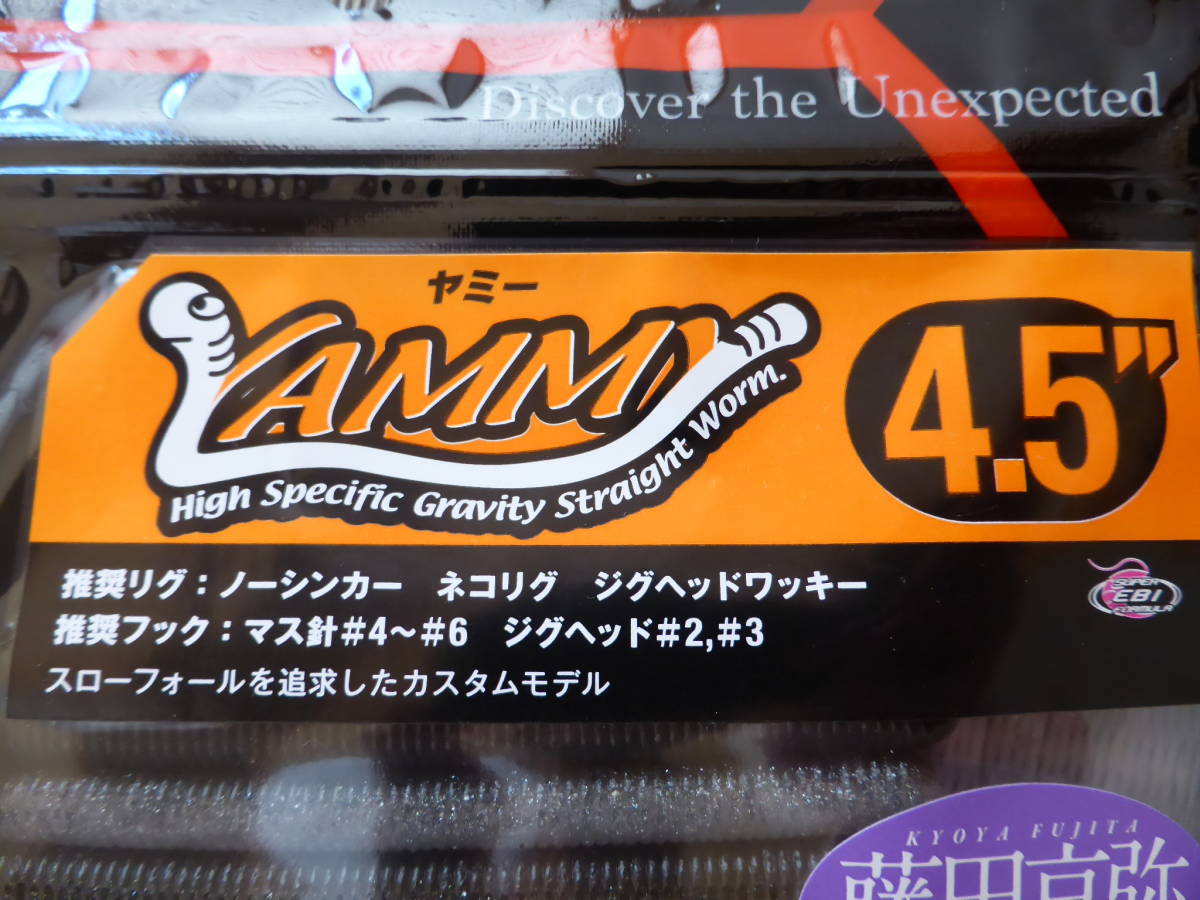 Discover the Unexpected
ヤミー
YAMMY
4.5”
High Specific Gravity Straight Worm.
推奨リグ：ノーシンカー　ネコリグ　ジグヘッドワッキー
推奨フック：マス針#4〜#6　ジグヘッド#2,#3
スローフォールを追求したカスタムモデル
SUPER
EBI
FORMULA
KYOYA FUJITA
藤田京弥